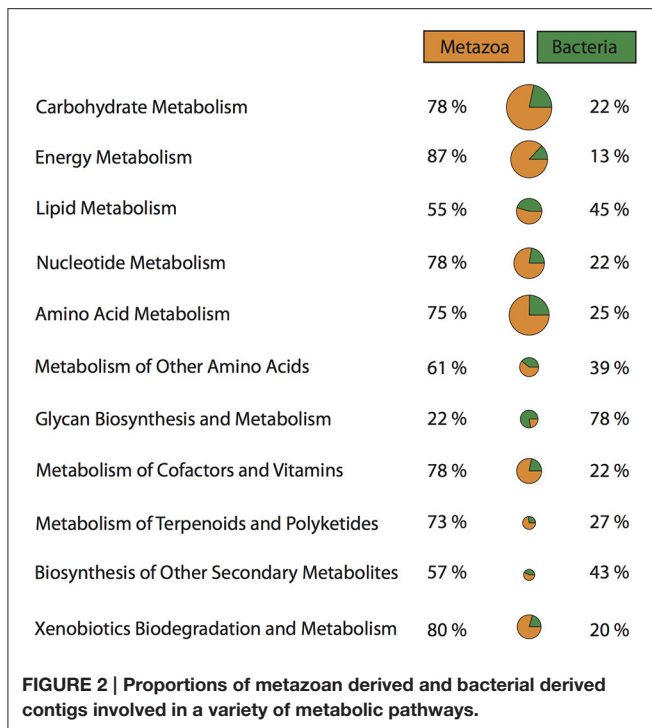 Metazoa Bacteria
Carbohydrate Metabolism 78 % 22 %
Energy Metabolism 87 % 13 %
Lipid Metabolism 55 % 45 %
Nucleotide Metabolism 78 % 22 %
Amino Acid Metabolism 75 % 25 %
Metabolism of Other Amino Acids 61 % 39 %
Glycan Biosynthesis and Metabolism 22 % 78 %
Metabolism of Cofactors and Vitamins 78 % 22 %
Metabolism of Terpenoids and Polyketides 73 % 27 %
Biosynthesis of Other Secondary Metabolites 57 % 43 %
Xenobiotics Biodegradation and Metabolism 80 % 20 %
FIGURE 2 | Proportions of metazoan derived and bacterial derived
contigs involved in a variety of metabolic pathways.